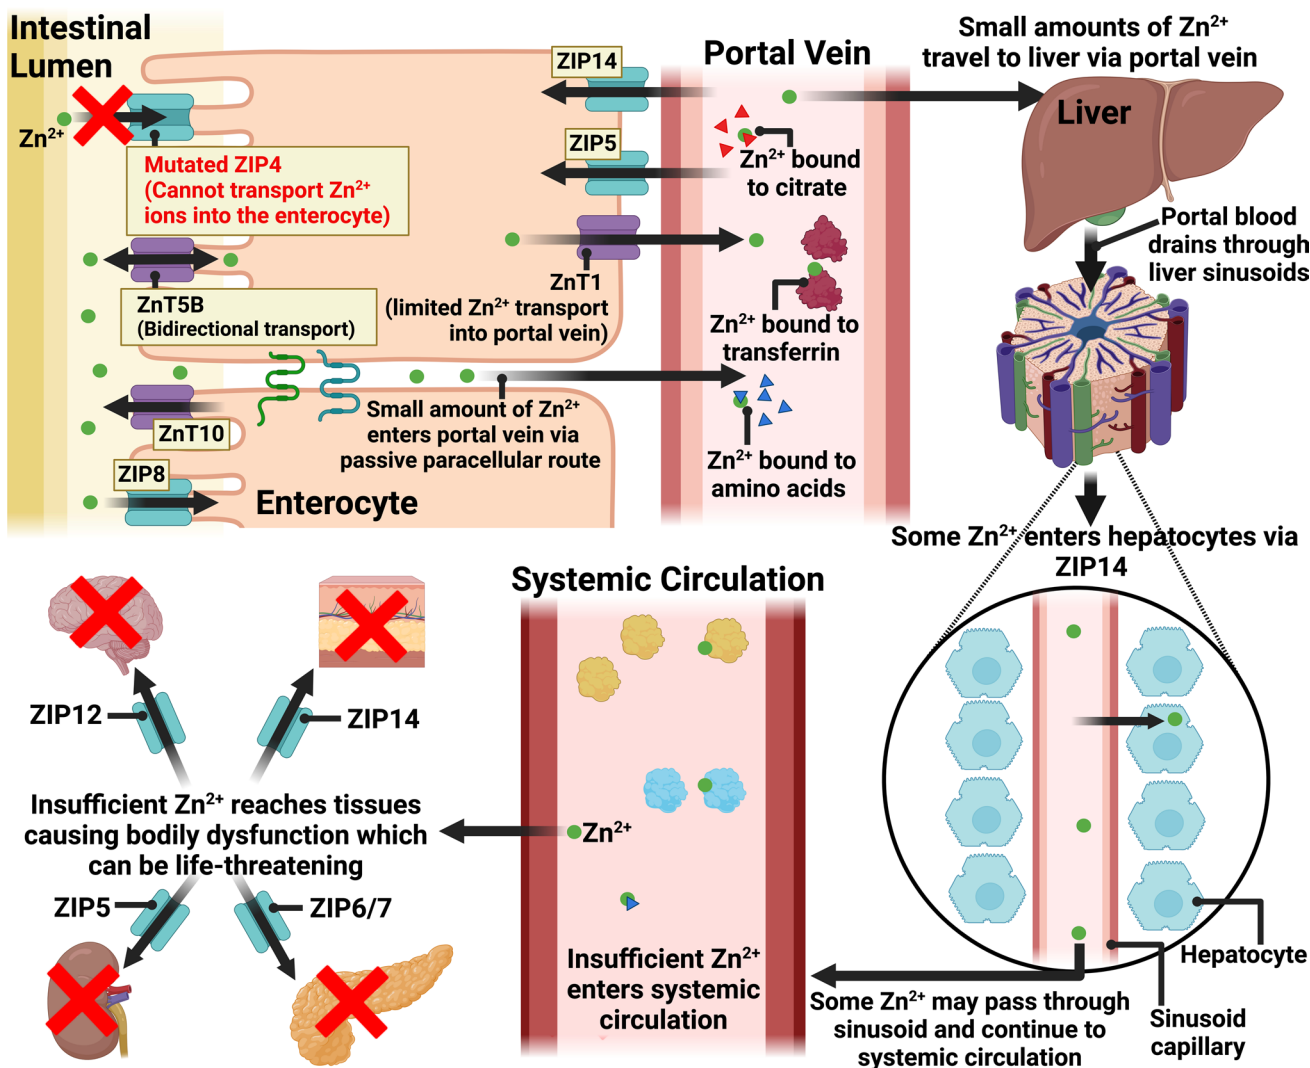 Intestinal
Lumen
Zn²⁺
Mutated ZIP4
(Cannot transport Zn²⁺
ions into the enterocyte)
ZnT5B
(Bidirectional transport)
ZnT10
ZIP8
Enterocyte
ZIP14
ZIP5
ZnT1
(limited Zn²⁺ transport
into portal vein)
Small amount of Zn²⁺
enters portal vein via
passive paracellular route
Portal Vein
Zn²⁺ bound
to citrate
Zn²⁺ bound to
transferrin
Zn²⁺ bound to
amino acids
Small amounts of Zn²⁺
travel to liver via portal vein
Liver
Portal blood
drains through
liver sinusoids
Some Zn²⁺ enters hepatocytes via
ZIP14
Hepatocyte
Sinusoid
capillary
Some Zn²⁺ may pass through
sinusoid and continue to
systemic circulation
Systemic Circulation
Zn²⁺
Insufficient Zn²⁺
enters systemic
circulation
ZIP12
ZIP14
Insufficient Zn²⁺ reaches tissues
causing bodily dysfunction which
can be life-threatening
ZIP5
ZIP6/7